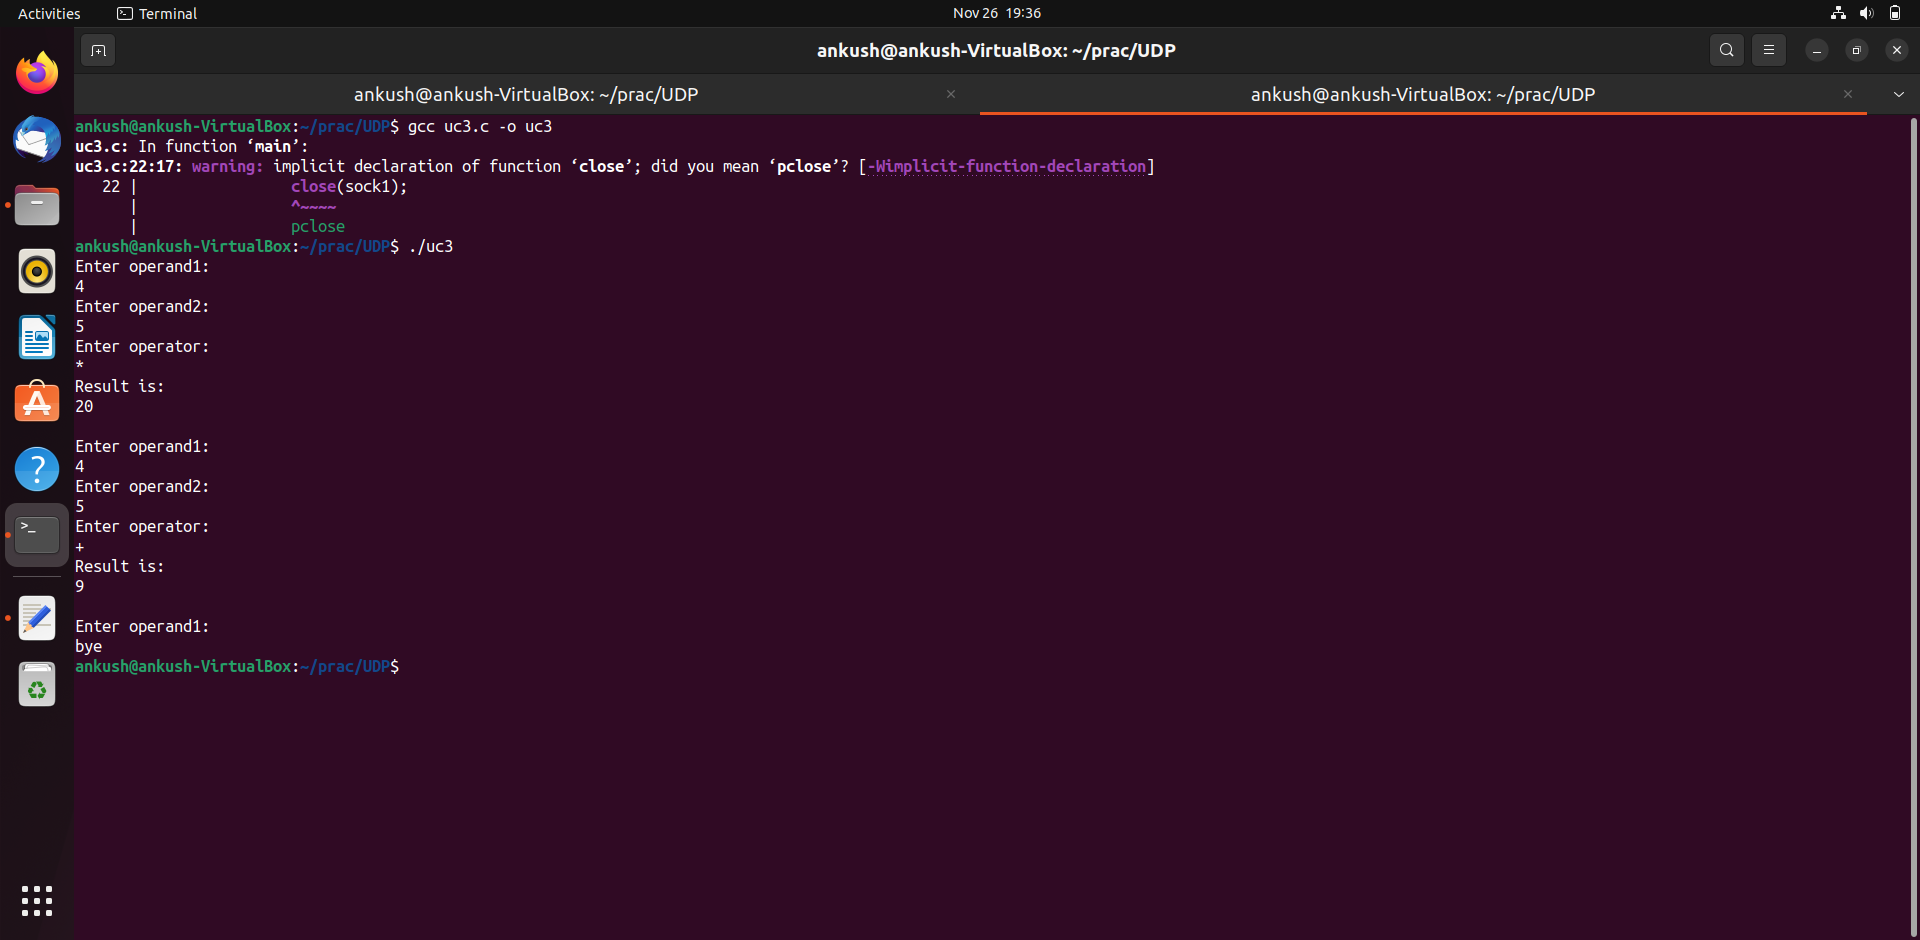 Activities
Terminal
Nov 26 19:36
ankush@ankush-VirtualBox: ~/prac/UDP
ankush@ankush-VirtualBox: ~/prac/UDP
ankush@ankush-VirtualBox: ~/prac/UDP
ankush@ankush-VirtualBox:~/prac/UDP$ gcc uc3.c -o uc3
uc3.c: In function ‘main’:
uc3.c:22:17: warning: implicit declaration of function ‘close’; did you mean ‘pclose’? [-Wimplicit-function-declaration]
   22 |                 close(sock1);
      |                 ^~~~~
      |                 pclose
ankush@ankush-VirtualBox:~/prac/UDP$ ./uc3
Enter operand1:
4
Enter operand2:
5
Enter operator:
*
Result is:
20
Enter operand1:
4
Enter operand2:
5
Enter operator:
+
Result is:
9
Enter operand1:
bye
ankush@ankush-VirtualBox:~/prac/UDP$